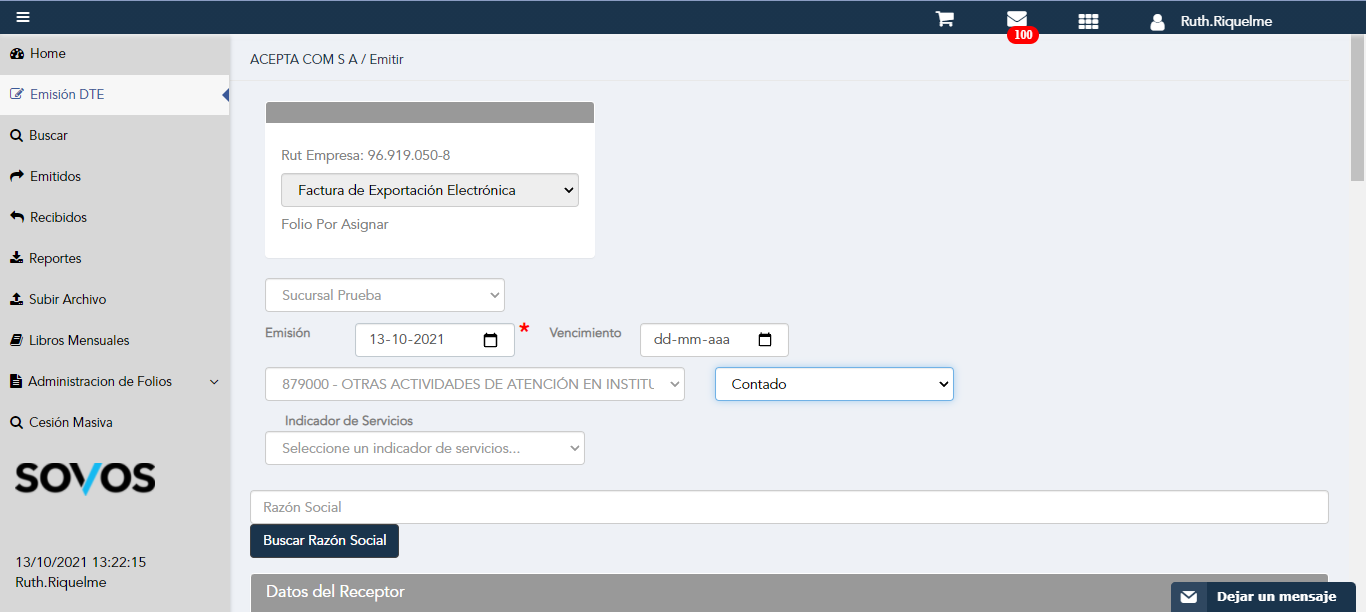 Ruth.Riquelme
100
Home
Emisión DTE
Buscar
Emitidos
Recibidos
Reportes
Subir Archivo
Libros Mensuales
Administracion de Folios
Cesión Masiva
SOVOS
13/10/2021 13:22:15
Ruth.Riquelme
ACEPTA COM S A / Emitir
Rut Empresa: 96.919.050-8
Factura de Exportación Electrónica
Folio Por Asignar
Sucursal Prueba
Emisión 13-10-2021 * Vencimiento dd-mm-aaa
879000 - OTRAS ACTIVIDADES DE ATENCIÓN EN INSTITU Contado
Indicador de Servicios
Seleccione un indicador de servicios...
Razón Social
Buscar Razón Social
Datos del Receptor
Dejar un mensaje